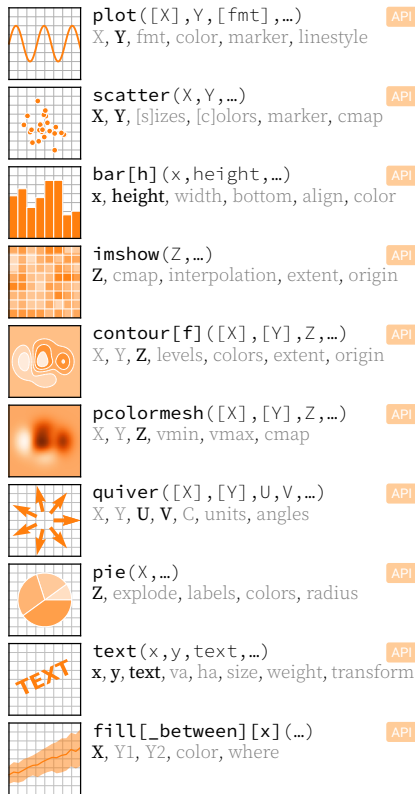 plot([X],Y,[fmt],…) API
X, Y, fmt, color, marker, linestyle
scatter(X,Y,…) API
X, Y, [s]izes, [c]olors, marker, cmap
bar[h](x,height,…) API
x, height, width, bottom, align, color
imshow(Z,…) API
Z, cmap, interpolation, extent, origin
contour[f]([X],[Y],Z,…) API
X, Y, Z, levels, colors, extent, origin
pcolormesh([X],[Y],Z,…) API
X, Y, Z, vmin, vmax, cmap
quiver([X],[Y],U,V,…) API
X, Y, U, V, C, units, angles
pie(X,…) API
Z, explode, labels, colors, radius
TEXT
text(x,y,text,…) API
x, y, text, va, ha, size, weight, transform
fill[_between][x](…) API
X, Y1, Y2, color, where